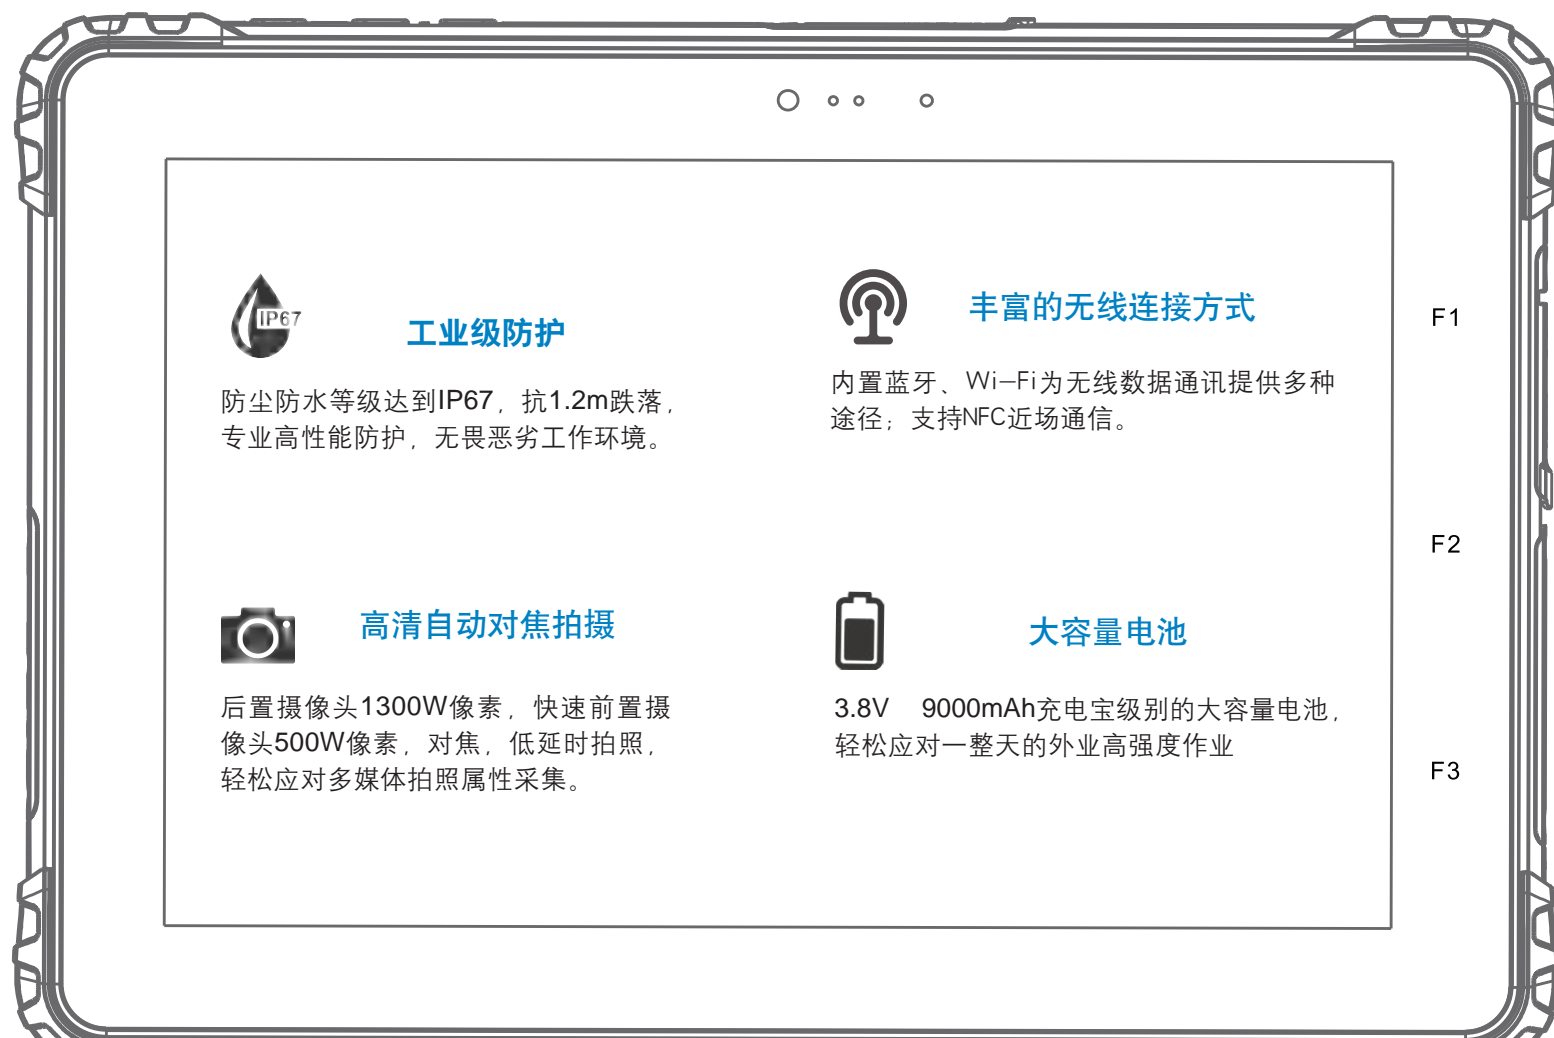 IP67
工业级防护
防尘防水等级达到IP67，抗1.2m跌落，
专业高性能防护，无畏恶劣工作环境。
丰富的无线连接方式
内置蓝牙、Wi-Fi为无线数据通讯提供多种
途径；支持NFC近场通信。
高清自动对焦拍摄
后置摄像头1300W像素，快速前置摄
像头500W像素，对焦，低延时拍照，
轻松应对多媒体拍照属性采集。
大容量电池
3.8V 9000mAh充电宝级别的大容量电池，
轻松应对一整天的外业高强度作业
F1
F2
F3